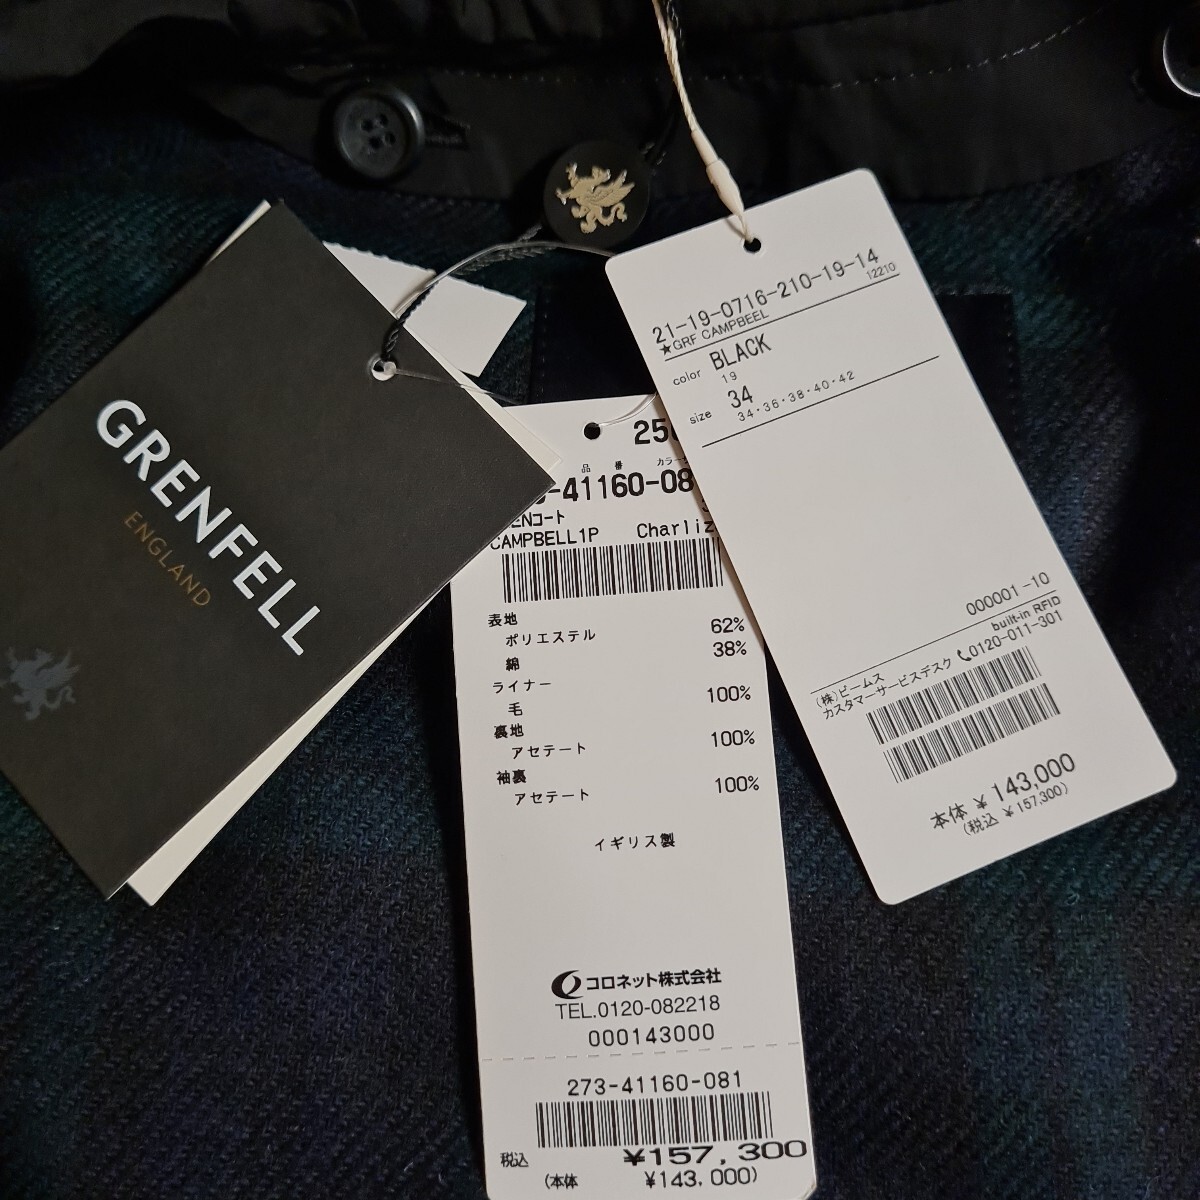 GRENFELL
ENGLAND
21-19-0716-210-19-14
12210
★GRF CAMPBEEL
color BLACK
19
size 34
34・36・38・40・42
000001-10
built-in RFID
(株)ビームス
カスタマーサービスデスク 0120-011-301
本体 ¥ 143,000
(税込 ¥ 157,300)
品番 カラー
-41160-08
ENコート
CAMPBELL1P Charliz
表地
ポリエステル 62%
綿 38%
ライナー
毛 100%
裏地
アセテート 100%
袖裏
アセテート 100%
イギリス製
コロネット株式会社
TEL.0120-082218
000143000
273-41160-081
税込 ¥157,300
(本体 ¥143,000)